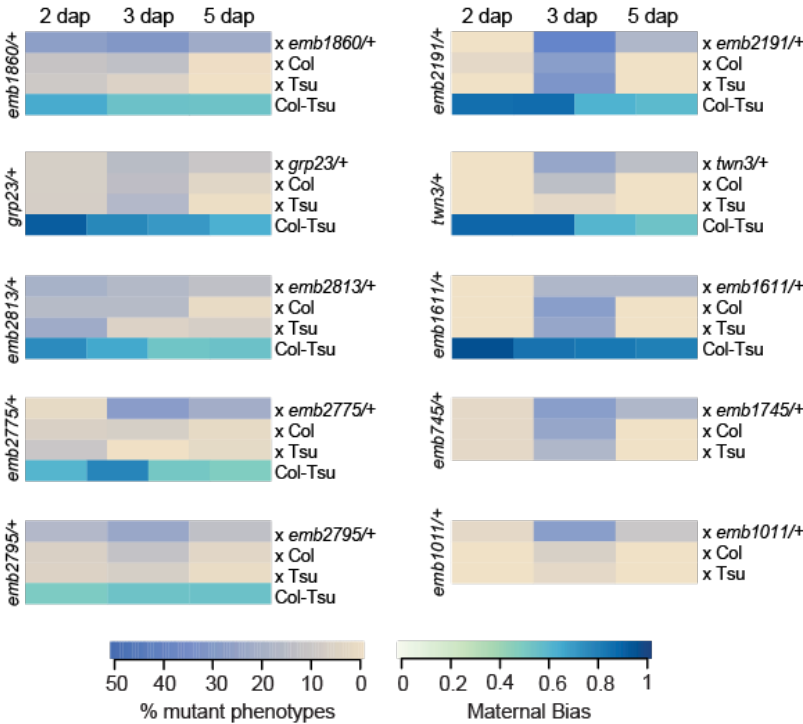 2 dap 3 dap 5 dap
emb1860/+
x emb1860/+
x Col
x Tsu
Col-Tsu
grp23/+
x grp23/+
x Col
x Tsu
Col-Tsu
emb2813/+
x emb2813/+
x Col
x Tsu
Col-Tsu
emb2775/+
x emb2775/+
x Col
x Tsu
Col-Tsu
emb2795/+
x emb2795/+
x Col
x Tsu
Col-Tsu
2 dap 3 dap 5 dap
emb2191/+
x emb2191/+
x Col
x Tsu
Col-Tsu
twn3/+
x twn3/+
x Col
x Tsu
Col-Tsu
emb1611/+
x emb1611/+
x Col
x Tsu
Col-Tsu
emb745/+
x emb1745/+
x Col
x Tsu
emb1011/+
x emb1011/+
x Col
x Tsu
50 40 30 20 10 0
% mutant phenotypes
0 0.2 0.4 0.6 0.8 1
Maternal Bias